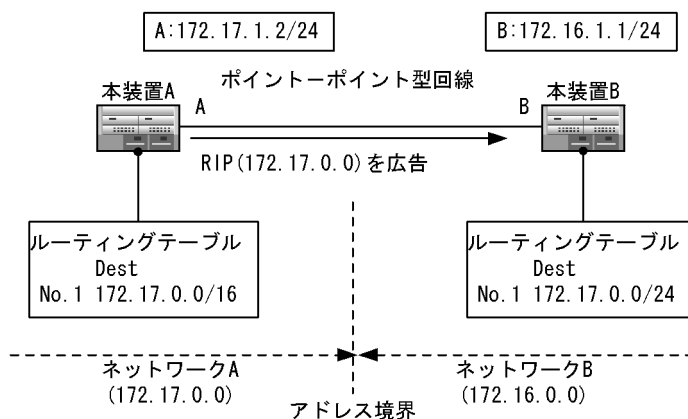 A:172.17.1.2/24
B:172.16.1.1/24
ポイントーポイント型回線
本装置A
A
B
本装置B
RIP(172.17.0.0)を広告
ルーティングテーブル
Dest
No.1 172.17.0.0/16
ルーティングテーブル
Dest
No.1 172.17.0.0/24
ネットワークA
(172.17.0.0)
ネットワークB
(172.16.0.0)
アドレス境界